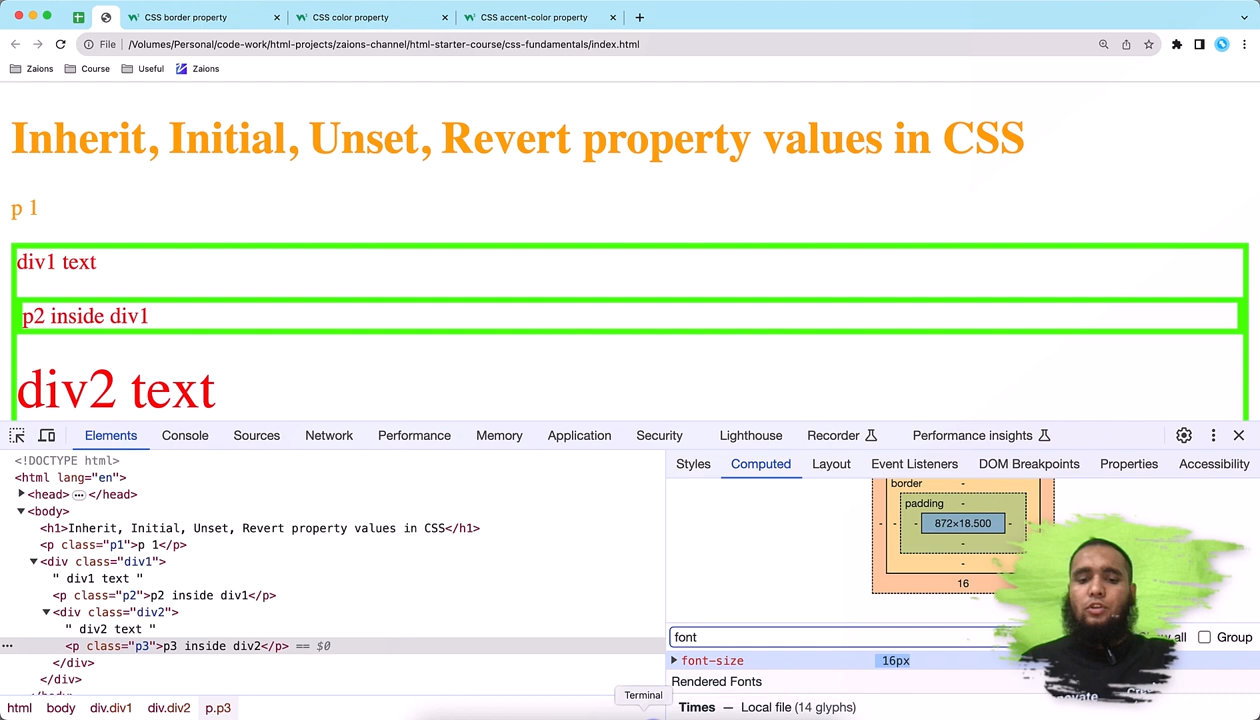 CSS border property
CSS color property
CSS accent-color property
File
/Volumes/Personal/code-work/html-projects/zaions-channel/html-starter-course/css-fundamentals/index.html
Zaions Course Useful Zaions
Inherit, Initial, Unset, Revert property values in CSS
p 1
div1 text
p2 inside div1
div2 text
Elements Console Sources Network Performance Memory Application Security Lighthouse Recorder Performance insights
<!DOCTYPE html>
<html lang="en">
<head> ••• </head>
<body>
<h1>Inherit, Initial, Unset, Revert property values in CSS</h1>
<p class="p1">p 1</p>
<div class="div1">
" div1 text "
<p class="p2">p2 inside div1</p>
<div class="div2">
" div2 text "
<p class="p3">p3 inside div2</p> == $0
</div>
</div>
html body div.div1 div.div2 p.p3
Terminal
Styles Computed Layout Event Listeners DOM Breakpoints Properties Accessibility
border -
padding -
- - - 872×18.500 -
-
-
16
font
all Group
font-size 16px
Rendered Fonts
Times — Local file (14 glyphs)